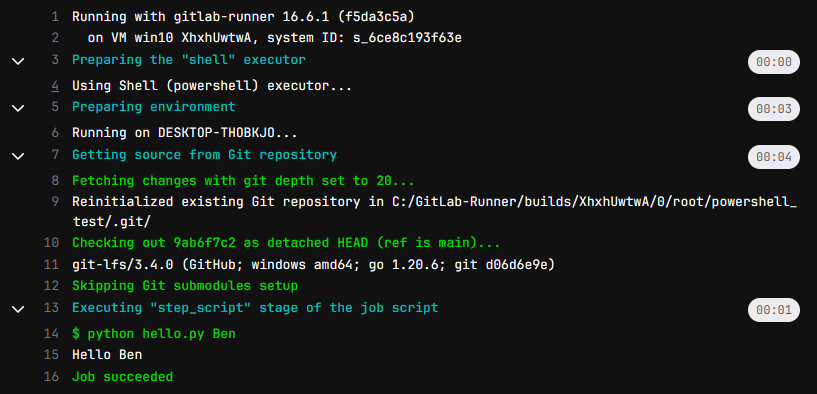 1 Running with gitlab-runner 16.6.1 (f5da3c5a)
2 on VM win10 XhxhUwtwA, system ID: s_6ce8c193f63e
3 Preparing the "shell" executor 00:00
4 Using Shell (powershell) executor...
5 Preparing environment 00:03
6 Running on DESKTOP-THOBKJO...
7 Getting source from Git repository 00:04
8 Fetching changes with git depth set to 20...
9 Reinitialized existing Git repository in C:/GitLab-Runner/builds/XhxhUwtwA/0/root/powershell_
test/.git/
10 Checking out 9ab6f7c2 as detached HEAD (ref is main)...
11 git-lfs/3.4.0 (GitHub; windows amd64; go 1.20.6; git d06d6e9e)
12 Skipping Git submodules setup
13 Executing "step_script" stage of the job script 00:01
14 $ python hello.py Ben
15 Hello Ben
16 Job succeeded